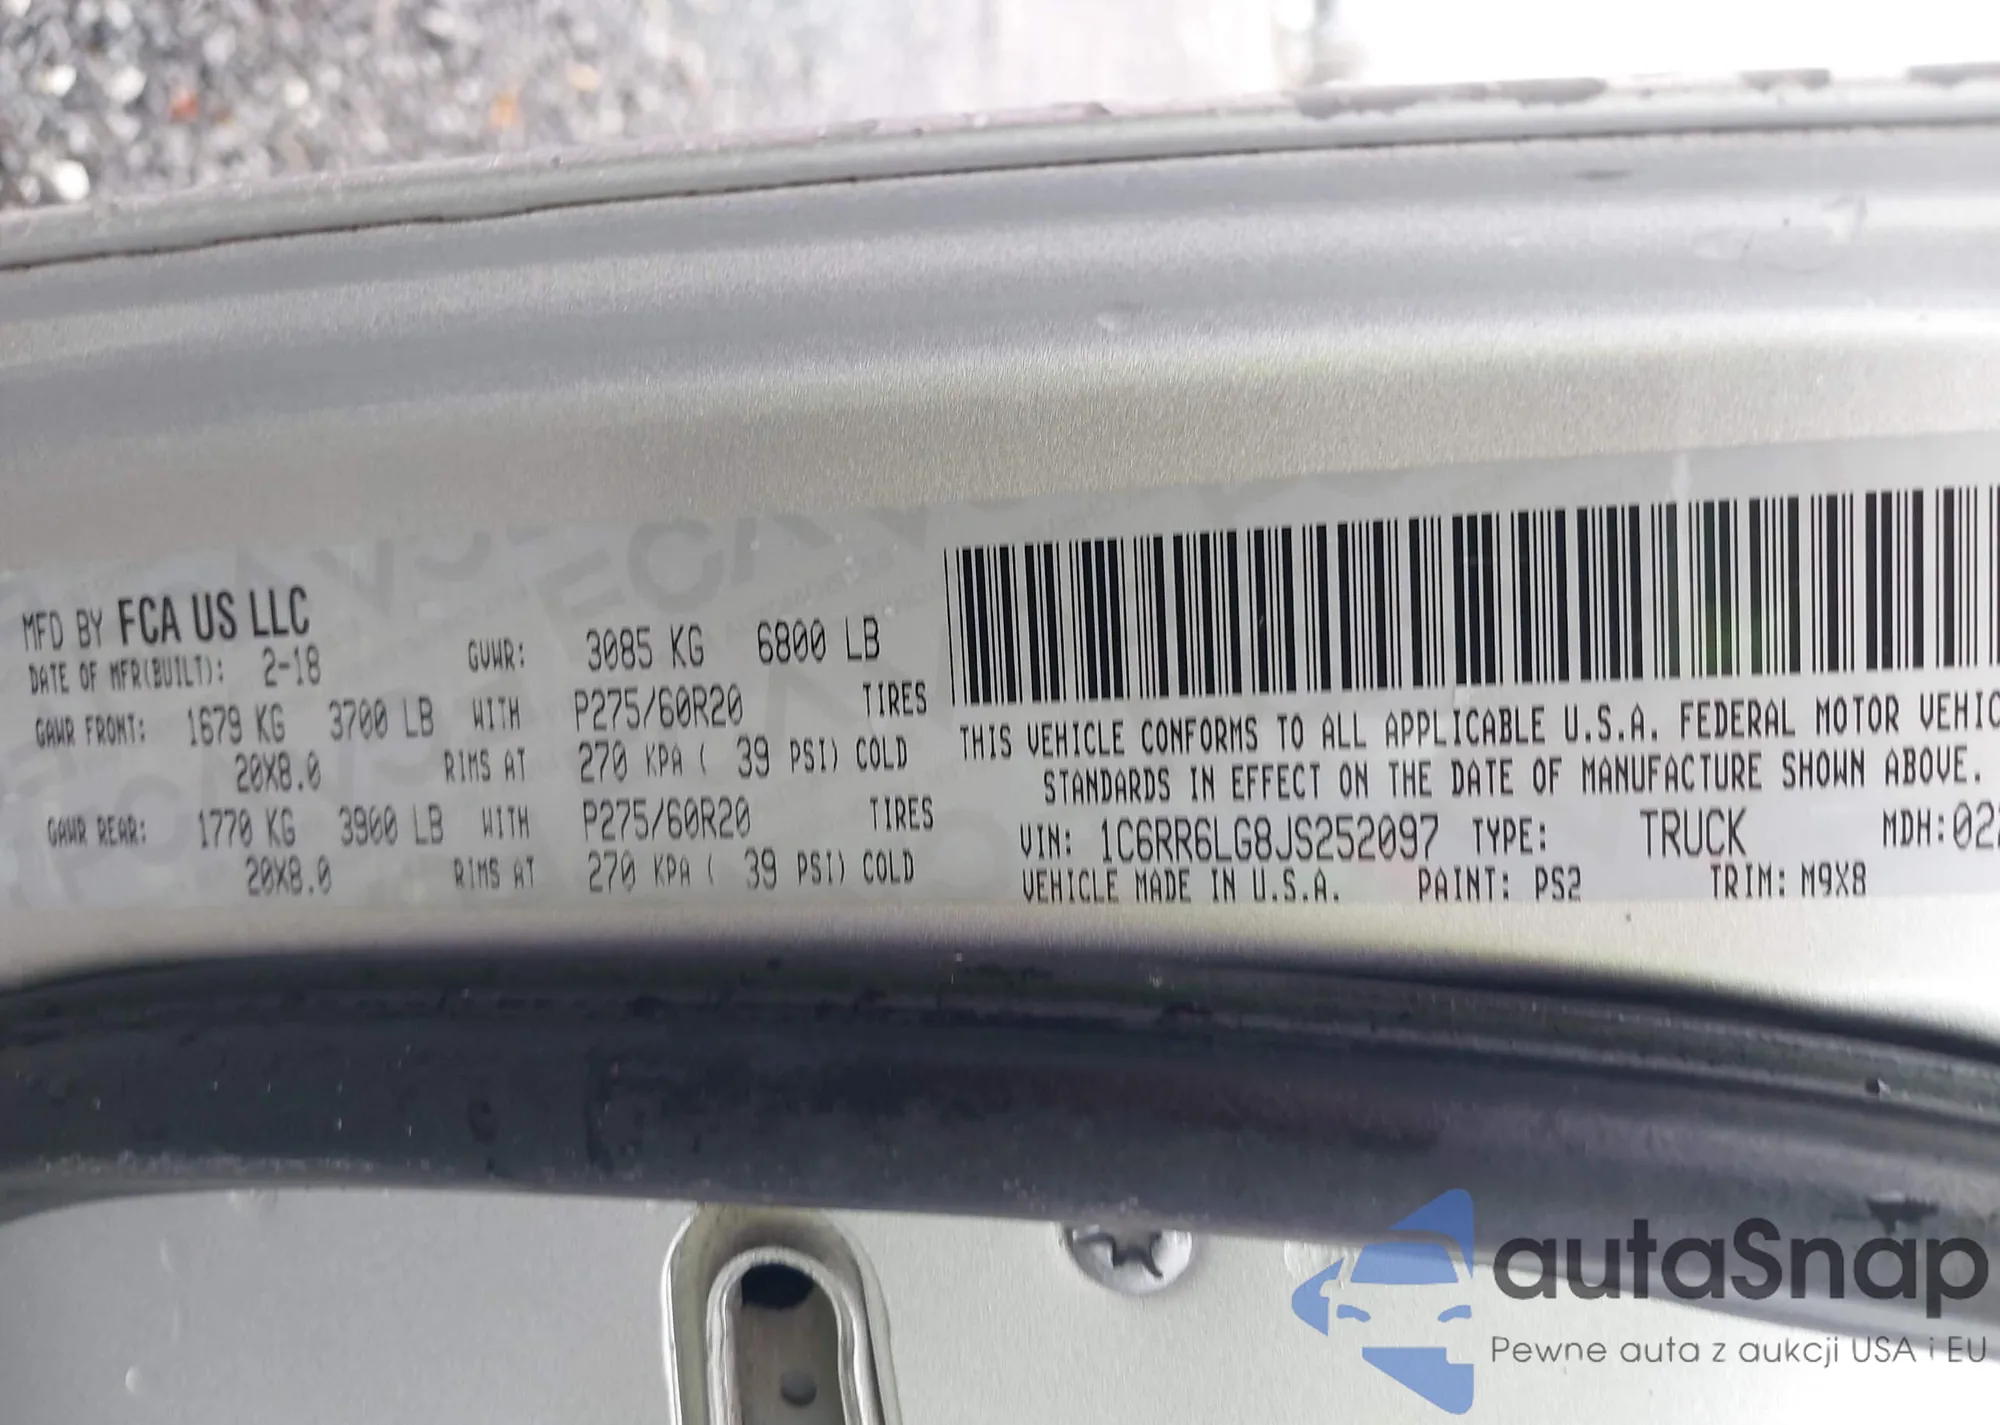 MFD BY FCA US LLC
DATE OF MFR(BUILT): 2-18 GVWR: 3085 KG 6800 LB
GAWR FRONT: 1679 KG 3700 LB WITH P275/60R20 TIRES
20X8.0 RIMS AT 270 KPA ( 39 PSI) COLD
GAWR REAR: 1770 KG 3900 LB WITH P275/60R20 TIRES
20X8.0 RIMS AT 270 KPA ( 39 PSI) COLD
THIS VEHICLE CONFORMS TO ALL APPLICABLE U.S.A. FEDERAL MOTOR VEHIC
STANDARDS IN EFFECT ON THE DATE OF MANUFACTURE SHOWN ABOVE.
VIN: 1C6RR6LG8JS252097 TYPE: TRUCK MDH:02
VEHICLE MADE IN U.S.A. PAINT: PS2 TRIM: M9X8
autaSnap
Pewne auta z aukcji USA i EU